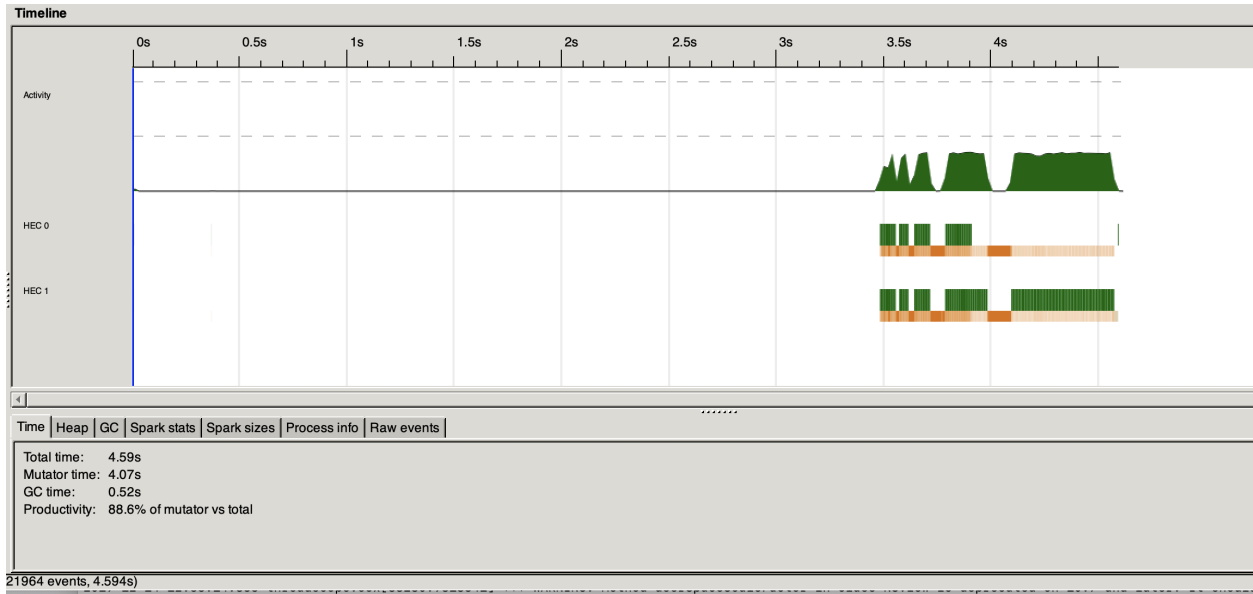 Timeline
0s 0.5s 1s 1.5s 2s 2.5s 3s 3.5s 4s
Activity
HEC 0
HEC 1
Time Heap GC Spark stats Spark sizes Process info Raw events
Total time: 4.59s
Mutator time: 4.07s
GC time: 0.52s
Productivity: 88.6% of mutator vs total
21964 events, 4.594s)